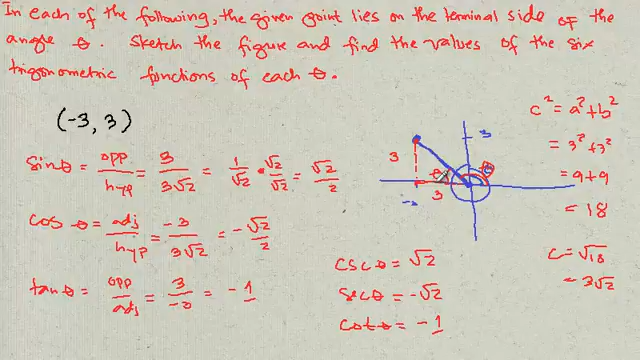 In each of the following, the given point lies on the terminal side of the
angle θ. Sketch the figure and find the values of the six
trigonometric functions of each θ.
(-3, 3)
sin θ = opp/hyp = 3/3√2 = 1/√2 · √2/√2 = √2/2
cos θ = adj/hyp = -3/3√2 = -√2/2
tan θ = opp/adj = 3/-3 = -1
csc θ = √2
sec θ = -√2
cot θ = -1
3
3
θ
θ
3
c² = a² + b²
= 3² + 3²
= 9 + 9
= 18
c = √18
= 3√2